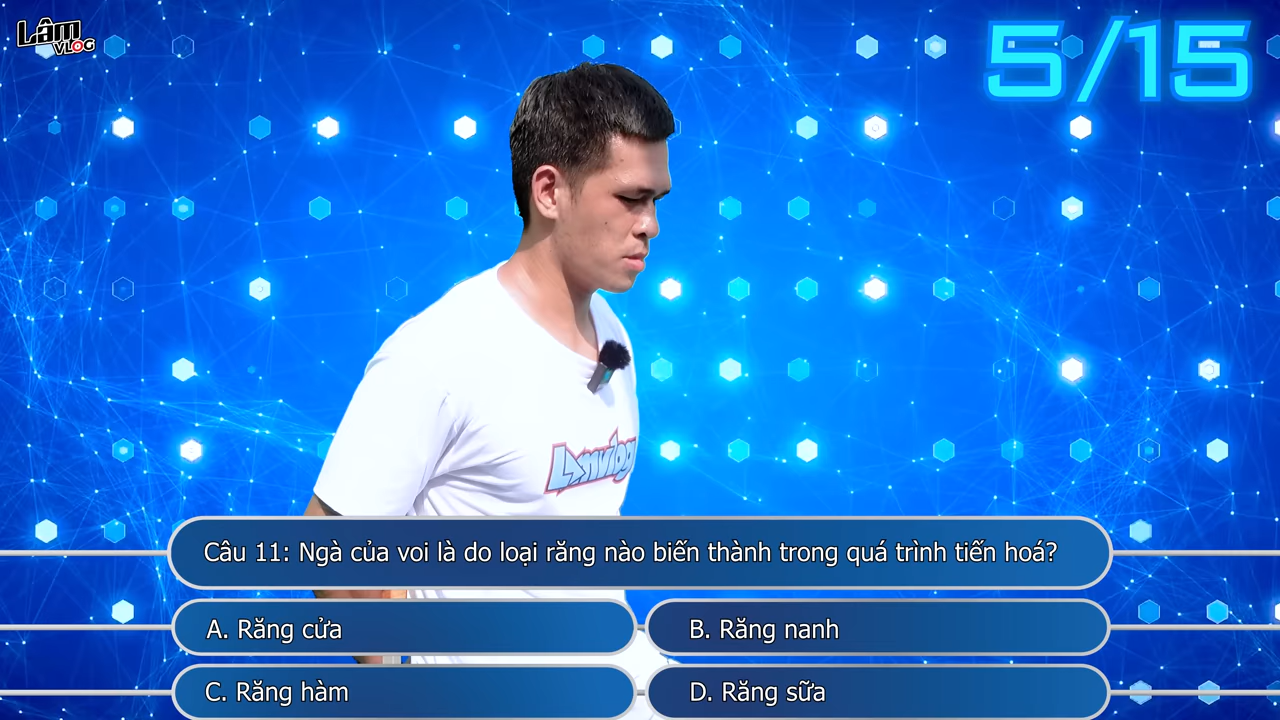 Lâm
VLOG
5/15
Lâmvlog
Câu 11: Ngà của voi là do loại răng nào biến thành trong quá trình tiến hoá?
A. Răng cửa
B. Răng nanh
C. Răng hàm
D. Răng sữa